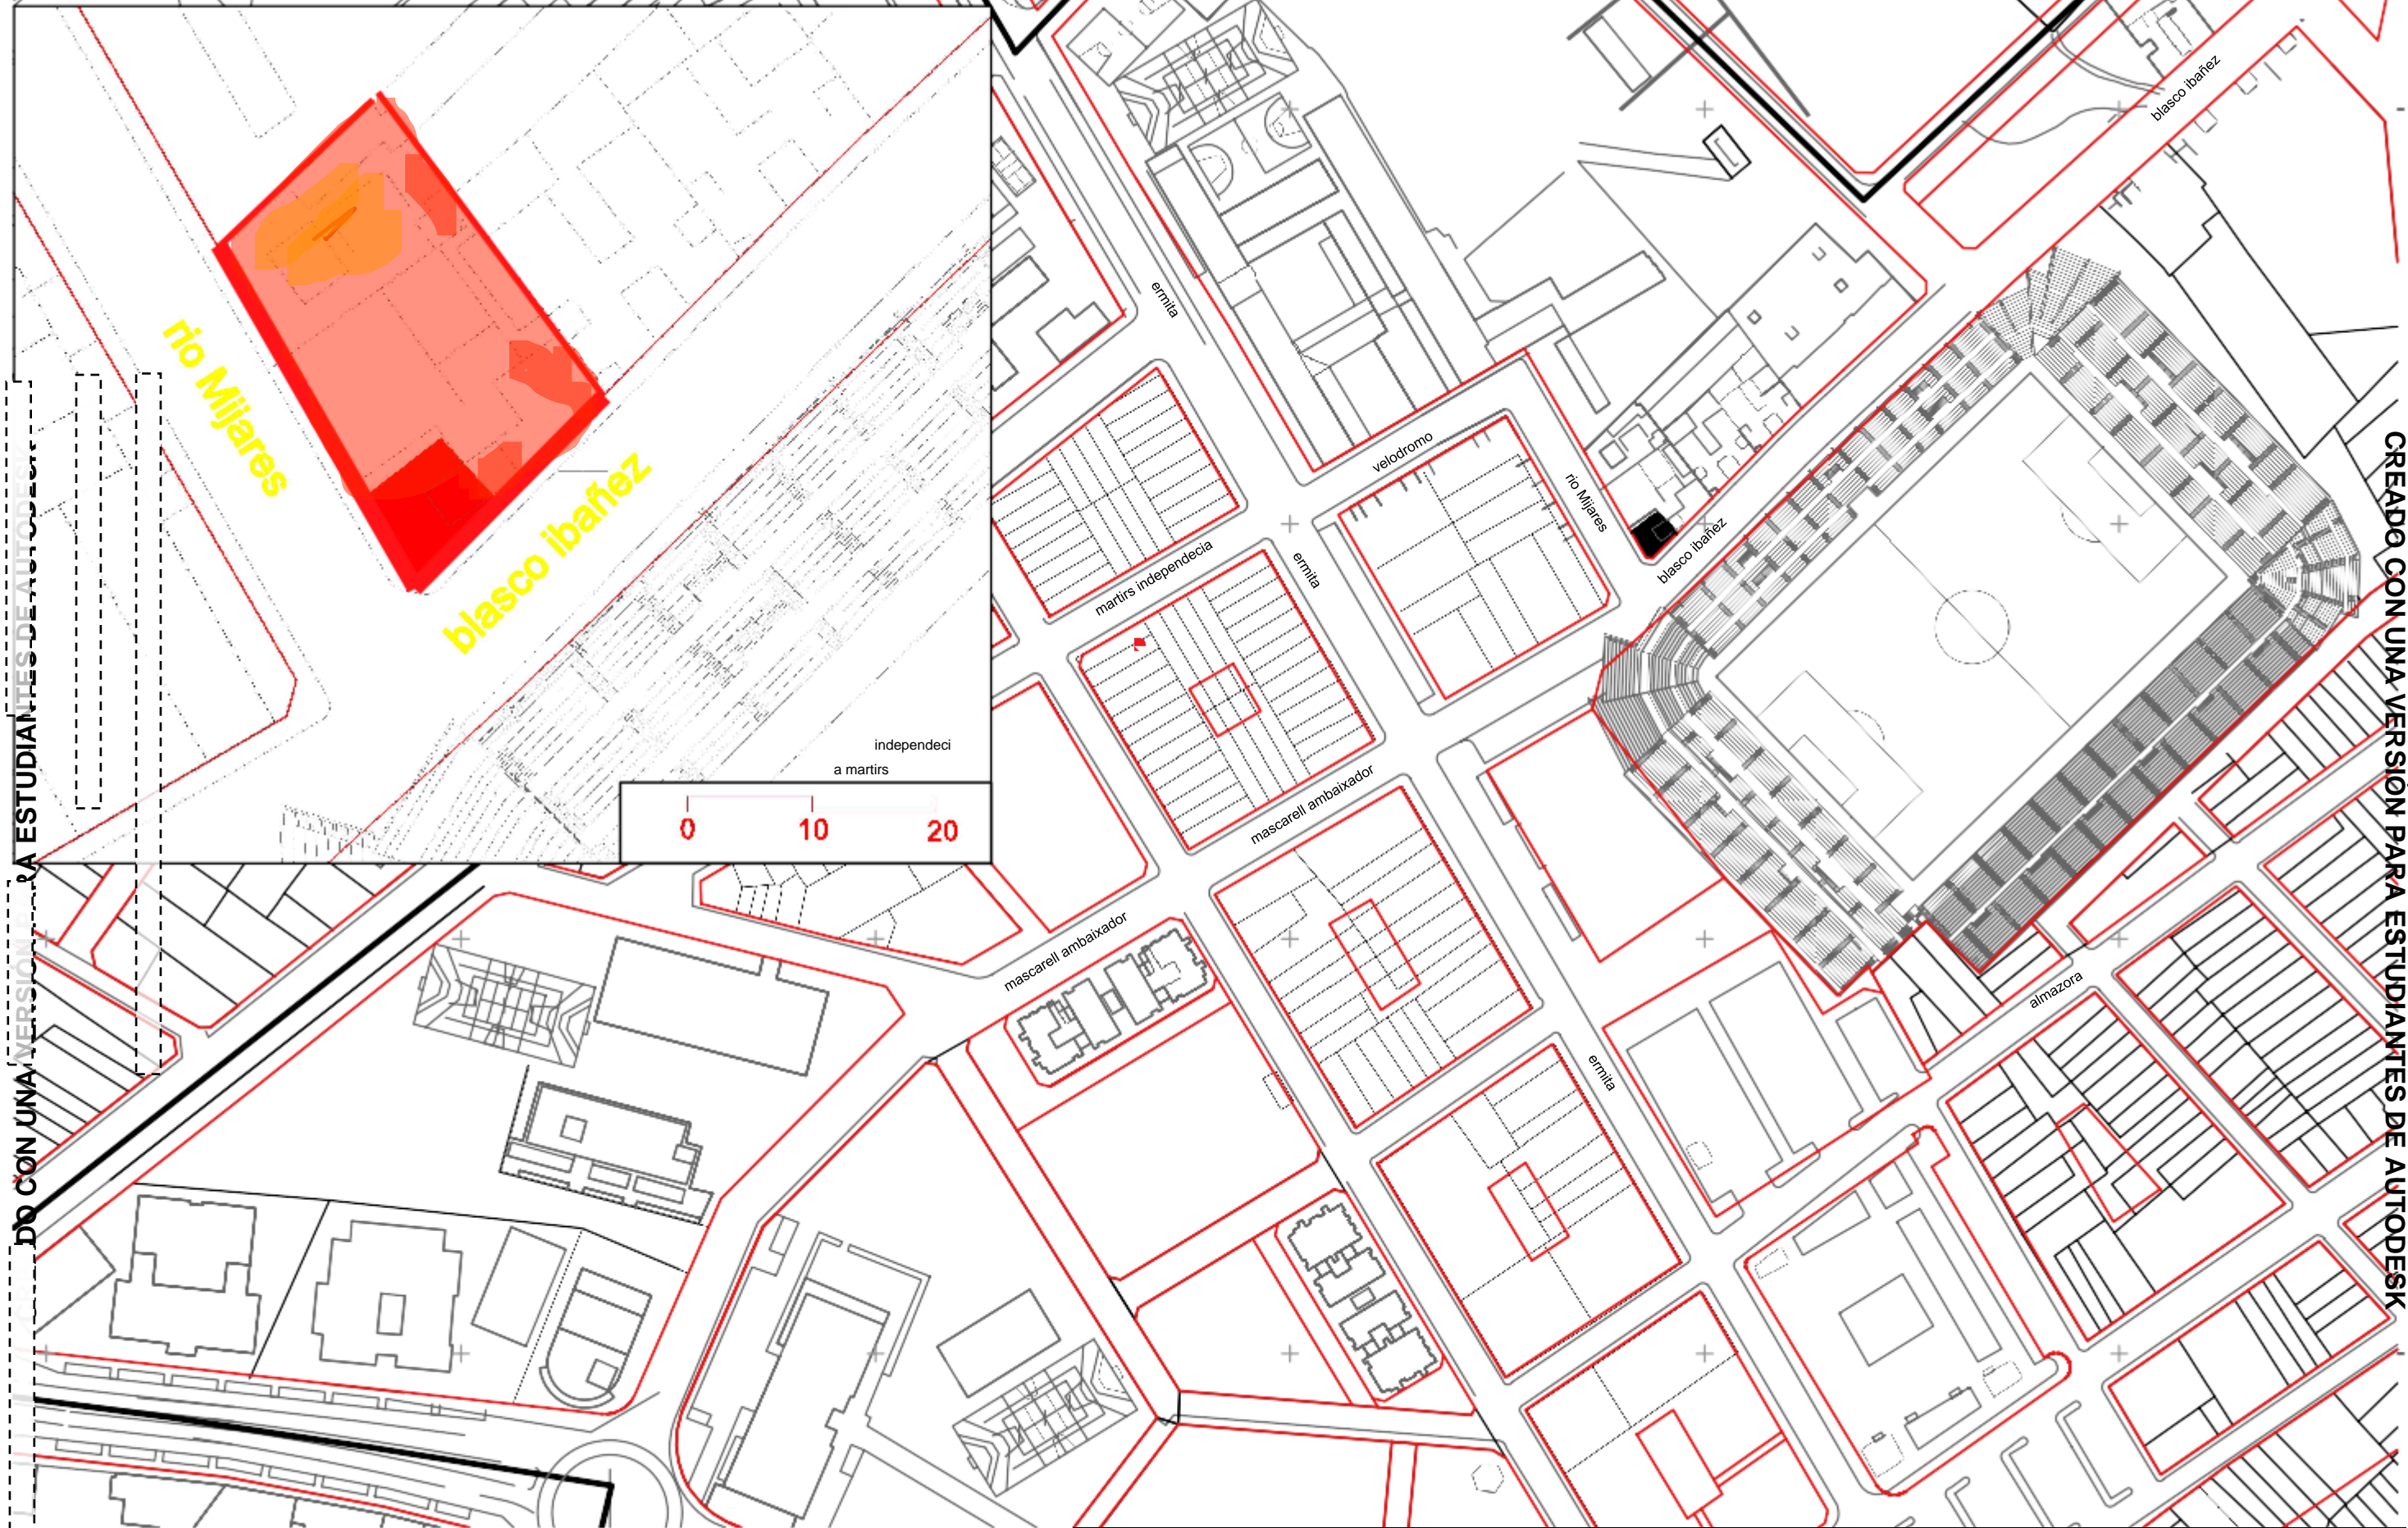 rio Mijares
blasco ibañez
independeci
a martirs
0 10 20
blasco ibañez
ermita
velodromo
rio Mijares
blasco ibañez
martirs independecia
ermita
mascarell ambaixador
mascarell ambaixador
almazora
ermita
CREADO CON UNA VERSION PARA ESTUDIANTES DE AUTODESK
DO CON UNA VERSION PARA ESTUDIANTES DE AUTODESK